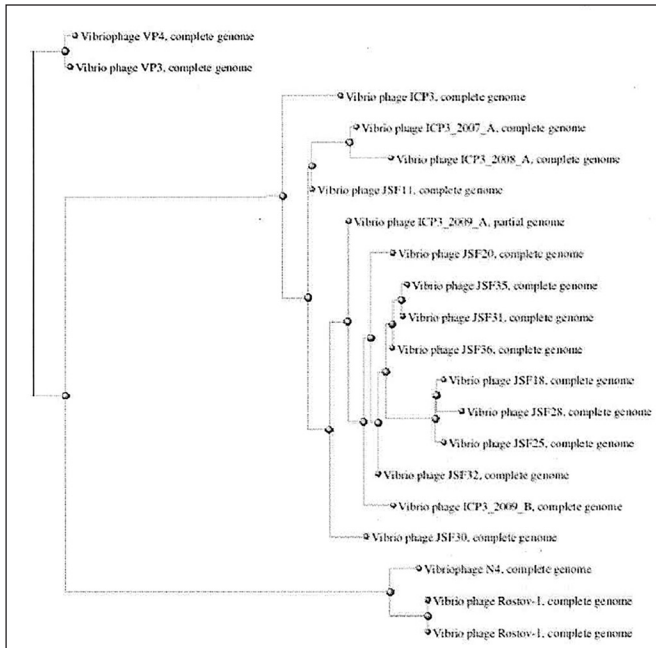 Vibriophage VP4, complete genome
Vibrio phage VP3, complete genome
Vibrio phage ICP3, complete genome
Vibrio phage ICP3_2007_A, complete genome
Vibrio phage ICP3_2008_A, complete genome
Vibrio phage JSF11, complete genome
Vibrio phage ICP3_2009_A, partial genome
Vibrio phage JSF20, complete genome
Vibrio phage JSF35, complete genome
Vibrio phage JSF31, complete genome
Vibrio phage JSF36, complete genome
Vibrio phage JSF18, complete genome
Vibrio phage JSF28, complete genome
Vibrio phage JSF25, complete genome
Vibrio phage JSF32, complete genome
Vibrio phage ICP3_2009_B, complete genome
Vibrio phage JSF30, complete genome
Vibriophage N4, complete genome
Vibrio phage Rostov-1, complete genome
Vibrio phage Rostov-1, complete genome